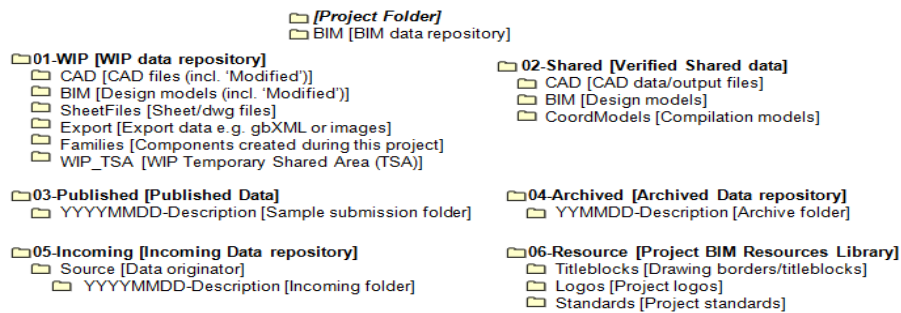 [Project Folder]
BIM [BIM data repository]
01-WIP [WIP data repository]
CAD [CAD files (incl. ‘Modified’)]
BIM [Design models (incl. ‘Modified’)]
SheetFiles [Sheet/dwg files]
Export [Export data e.g. gbXML or images]
Families [Components created during this project]
WIP_TSA [WIP Temporary Shared Area (TSA)]
02-Shared [Verified Shared data]
CAD [CAD data/output files]
BIM [Design models]
CoordModels [Compilation models]
03-Published [Published Data]
YYYYMMDD-Description [Sample submission folder]
04-Archived [Archived Data repository]
YYMMDD-Description [Archive folder]
05-Incoming [Incoming Data repository]
Source [Data originator]
YYYYMMDD-Description [Incoming folder]
06-Resource [Project BIM Resources Library]
Titleblocks [Drawing borders/titleblocks]
Logos [Project logos]
Standards [Project standards]